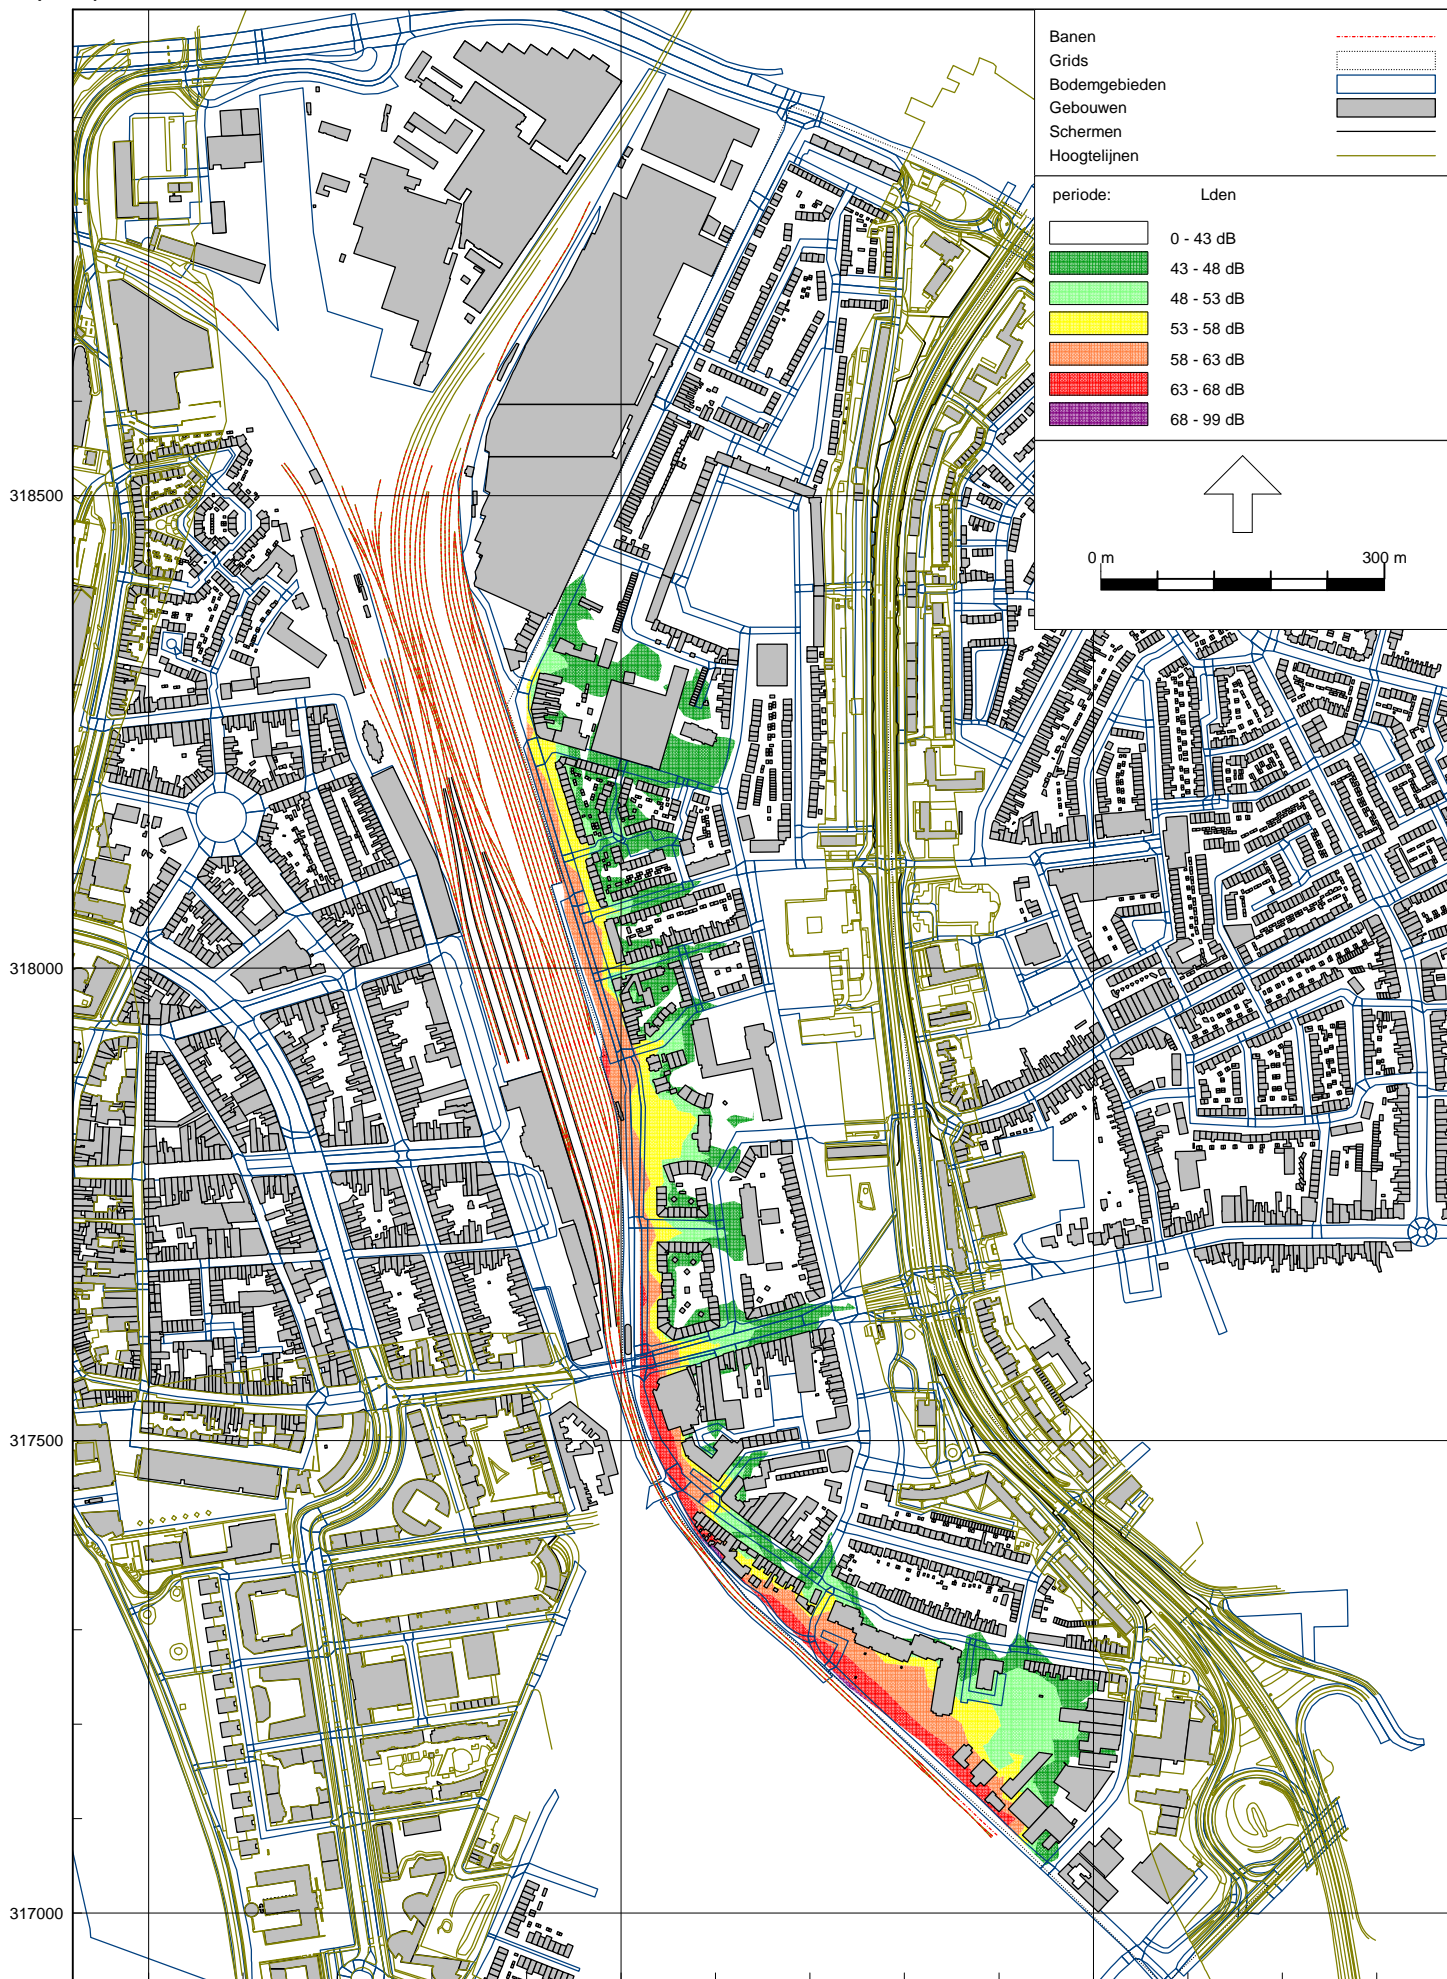 Banen
Grids
Bodemgebieden
Gebouwen
Schermen
Hoogtelijnen
periode: Lden
0 - 43 dB
43 - 48 dB
48 - 53 dB
53 - 58 dB
58 - 63 dB
63 - 68 dB
68 - 99 dB
0 m 300 m
318500
318000
317500
317000